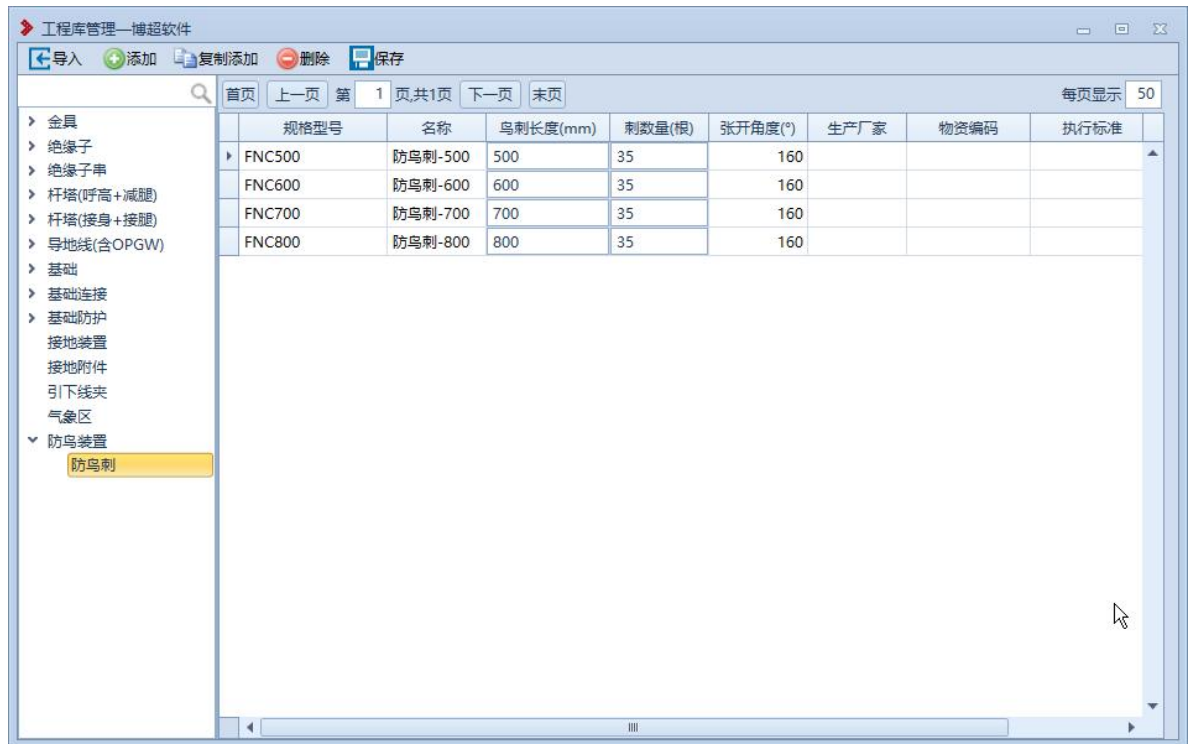 工程库管理—博超软件
导入 添加 复制添加 删除 保存
首页 上一页 第 1 页,共1页 下一页 末页 每页显示 50
金具
绝缘子
绝缘子串
杆塔(呼高+减腿)
杆塔(接身+接腿)
导地线(含OPGW)
基础
基础连接
基础防护
接地装置
接地附件
引下线夹
气象区
防鸟装置
防鸟刺
规格型号 名称 鸟刺长度(mm) 刺数量(根) 张开角度(°) 生产厂家 物资编码 执行标准
FNC500 防鸟刺-500 500 35 160
FNC600 防鸟刺-600 600 35 160
FNC700 防鸟刺-700 700 35 160
FNC800 防鸟刺-800 800 35 160